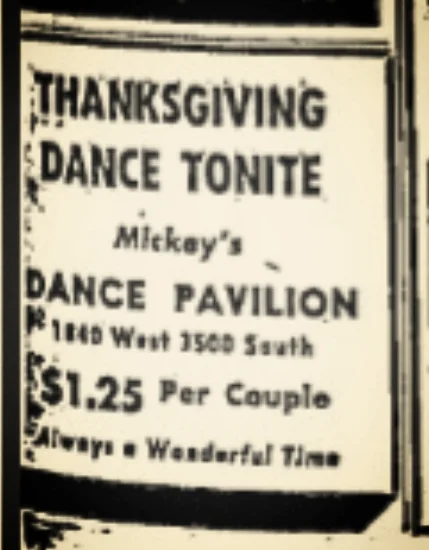 THANKSGIVING
DANCE TONITE
Mickey's
DANCE PAVILION
1840 West 3500 South
$1.25 Per Couple
Always a Wonderful Time